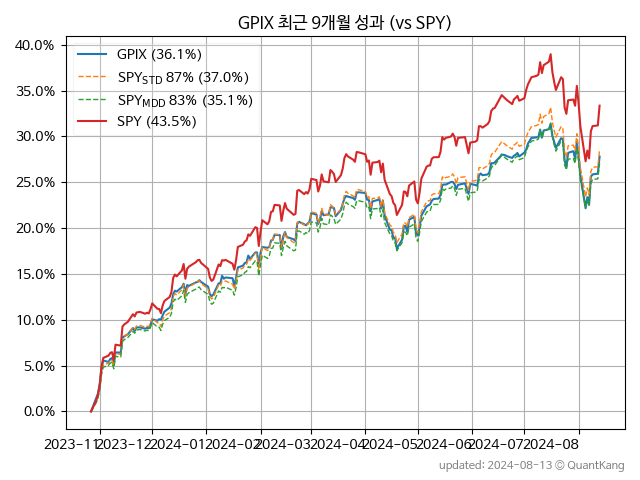 GPIX 최근 9개월 성과 (vs SPY)
40.0%
35.0%
30.0%
25.0%
20.0%
15.0%
10.0%
5.0%
0.0%
GPIX (36.1%)
SPY_STD 87% (37.0%)
SPY_MDD 83% (35.1%)
SPY (43.5%)
2023-11 2023-12 2024-01 2024-02 2024-03 2024-04 2024-05 2024-06 2024-07 2024-08
updated: 2024-08-13 © QuantKang